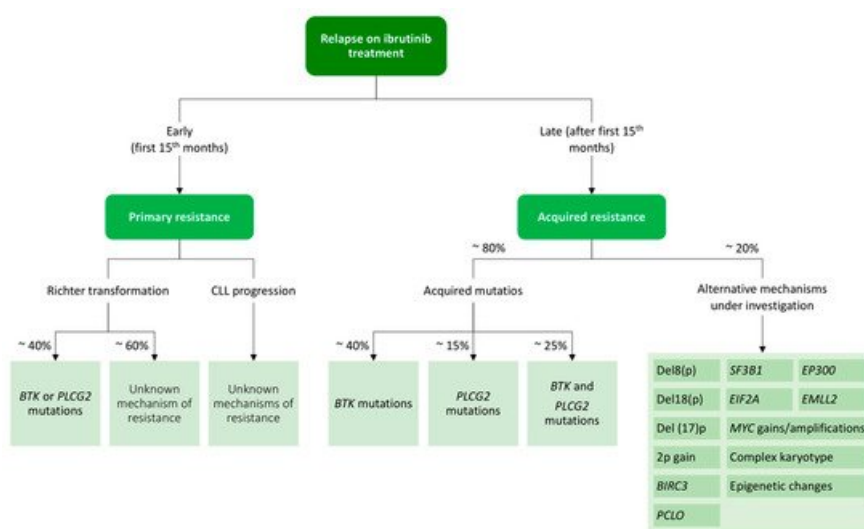 Relapse on ibrutinib
treatment
Early
(first 15th months)
Late (after first 15th
months)
Primary resistance
Acquired resistance
~ 80%
~ 20%
Richter transformation
CLL progression
Acquired mutatios
Alternative mechanisms
under investigation
~ 40%
~ 60%
~ 40%
~ 15%
~ 25%
BTK or PLCG2
mutations
Unknown
mechanism of
resistance
Unknown
mechanisms of
resistance
BTK mutations
PLCG2
mutations
BTK and
PLCG2
mutations
Del8(p)
SF3B1
EP300
Del18(p)
EIF2A
EMLL2
Del (17)p
MYC gains/amplifications
2p gain
Complex karyotype
BIRC3
Epigenetic changes
PCLO